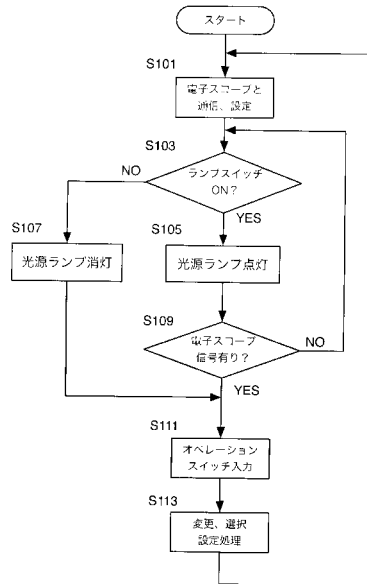 スタート
S101
電子スコープと
通信、設定
S103
ランプスイッチ
ON？
NO
YES
S107
光源ランプ消灯
S105
光源ランプ点灯
S109
電子スコープ
信号有り？
NO
YES
S111
オペレーション
スイッチ入力
S113
変更、選択
設定処理